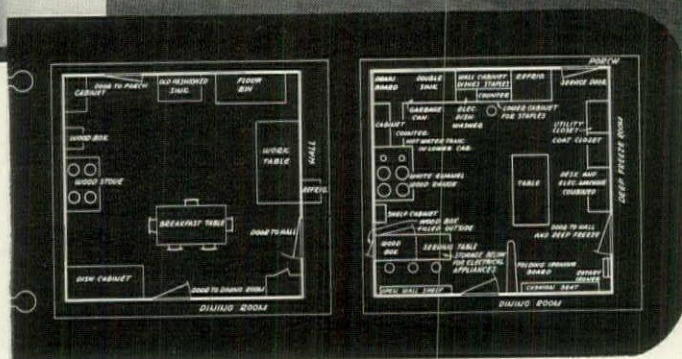 CABINET
DOOR TO PORCH
OLD FASHIONED
SINK
FLOUR
BIN
WOOD BOX
WOOD STOVE
WORK
TABLE
HALL
REFRIG.
BREAKFAST TABLE
DOOR TO HALL
DISH CABINET
DOOR TO DINING ROOM
DINING ROOM
PORCH
DRAIN
BOARD
DOUBLE
SINK
WALL CABINET
DISHES STAPLES
COUNTER
REFRIG.
SERVICE DOOR
CABINET
GARBAGE
CAN
ELEC.
DISH
WASHER
LOWER CABINET
FOR STAPLES
COUNTER
HOT WATER TANK
IN LOWER CAB.
UTILITY
CLOSET
COAT CLOSET
DEEP FREEZE ROOM
WHITE ENAMEL
WOOD RANGE
TABLE
DESK AND
ELEC. MACHINE
COMBINED
SHELF CABINET
WOOD BOX
FILLED OUTSIDE
DOOR TO HALL
AND DEEP FREEZE
WOOD
BOX
SERVING TABLE
STORAGE BELOW
FOR ELECTRICAL
APPLIANCES
FOLDING IRONING
BOARD
ROTARY
IRONER
OPEN WALL SHELF
CUSHION SEAT
DINING ROOM